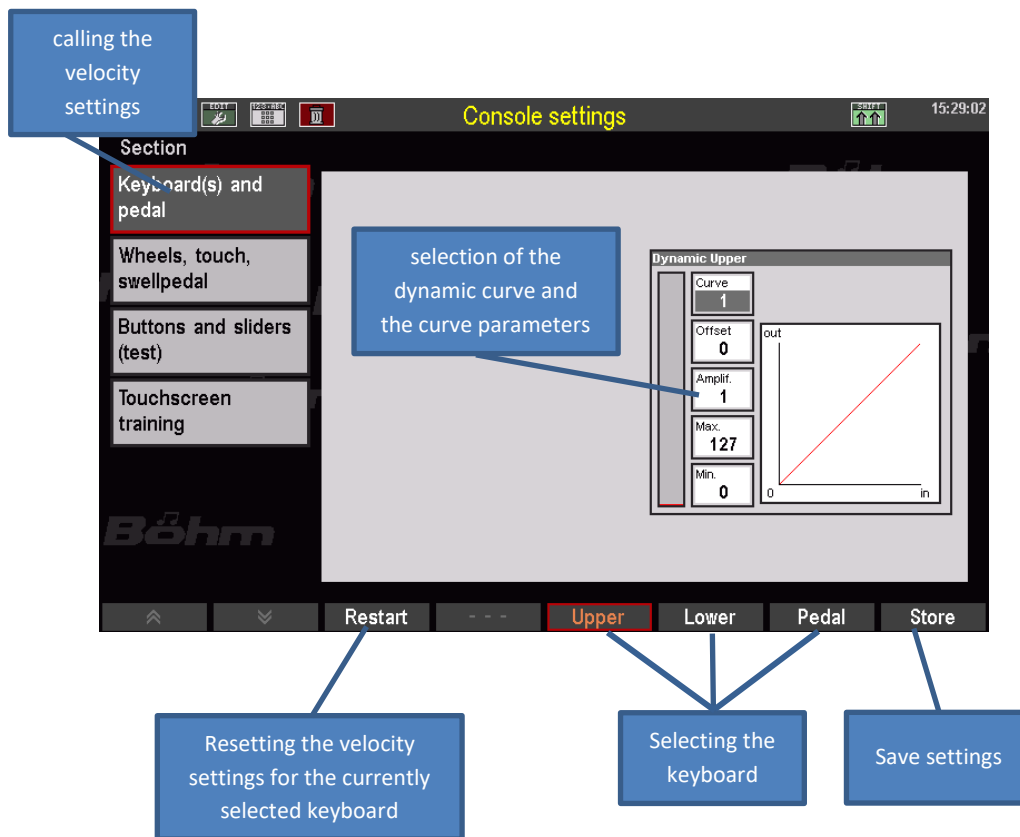 calling the
velocity
settings
EDIT
123·ABC
Console settings
SHIFT
15:29:02
Section
Keyboard(s) and
pedal
Wheels, touch,
swellpedal
Buttons and sliders
(test)
Touchscreen
training
selection of the
dynamic curve and
the curve parameters
Dynamic Upper
Curve
1
Offset
0
Amplif.
1
Max.
127
Min.
0
out
0
in
Böhm
Restart
- - -
Upper
Lower
Pedal
Store
Resetting the velocity
settings for the currently
selected keyboard
Selecting the
keyboard
Save settings